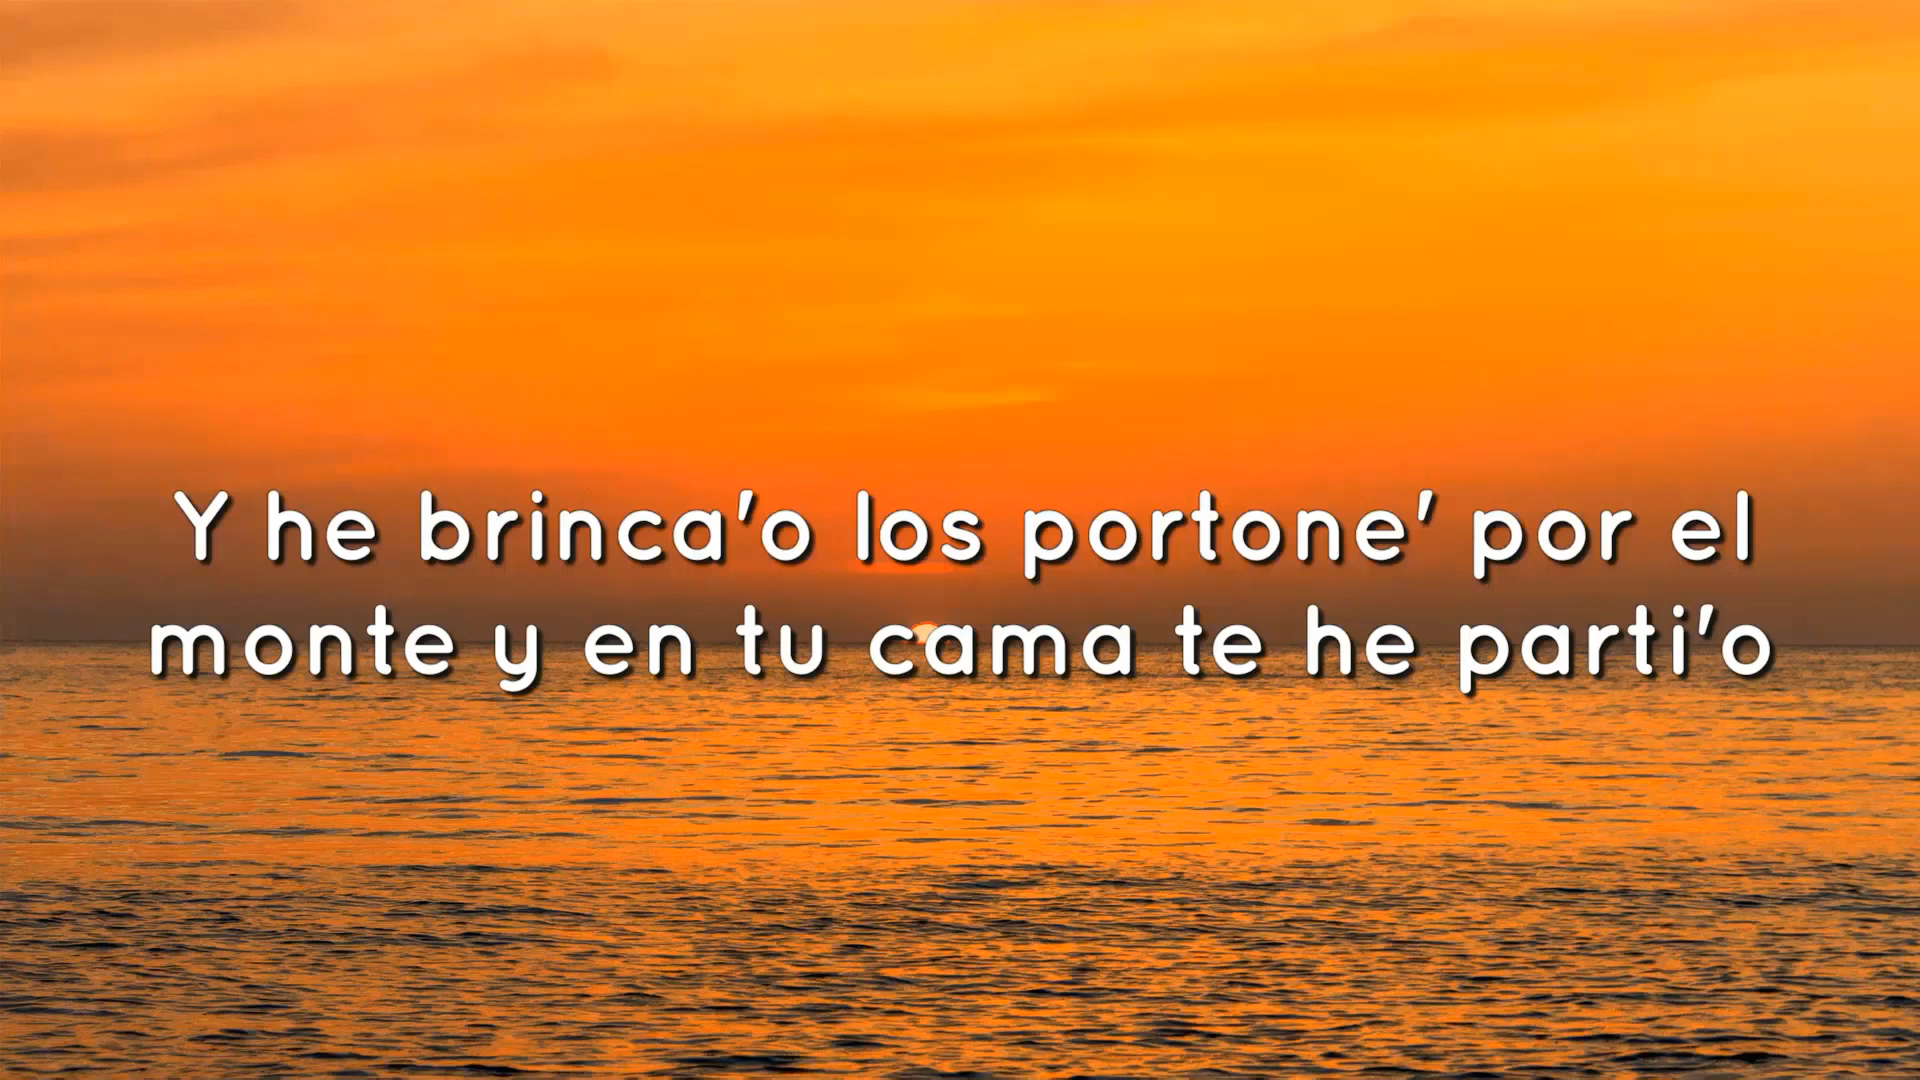 Y he brinca'o los portone' por el
monte y en tu cama te he parti'o